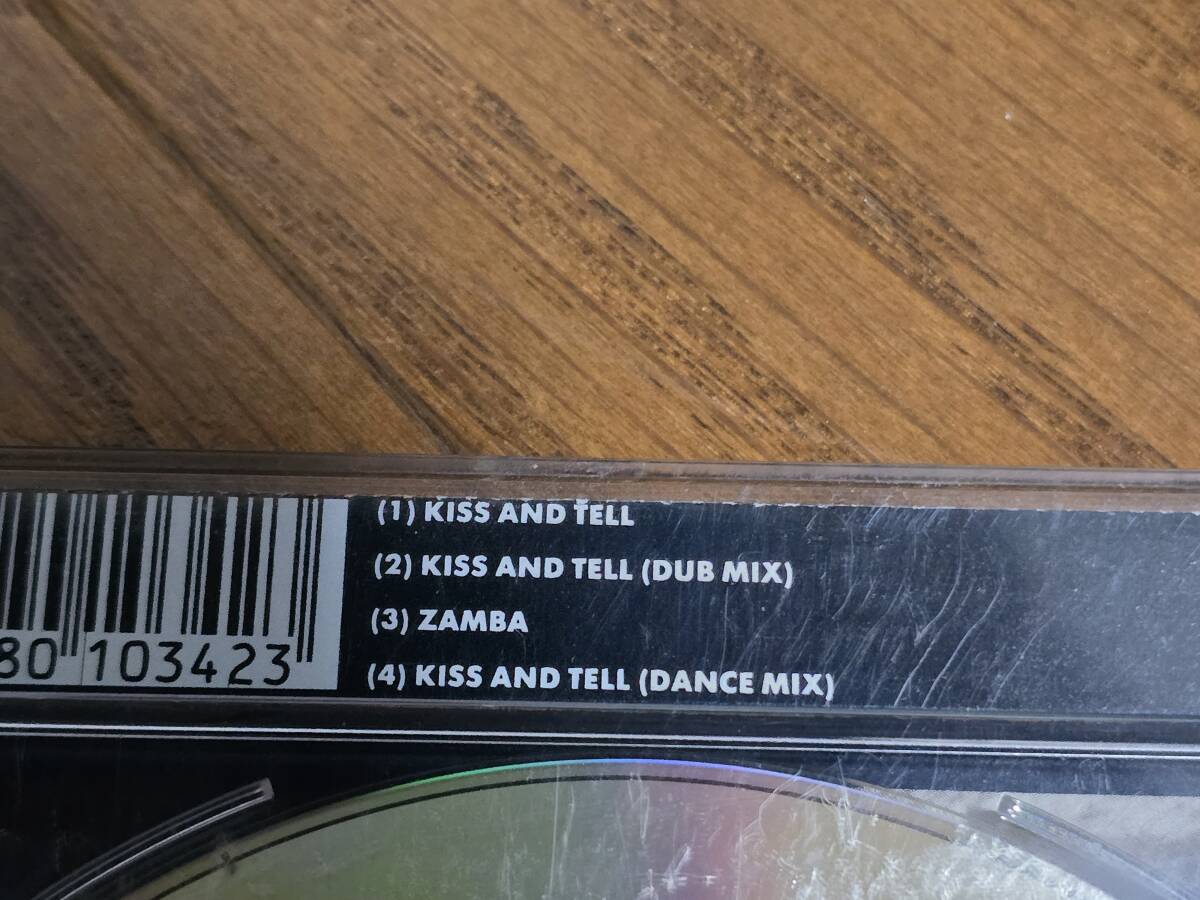 (1) KISS AND TELL
(2) KISS AND TELL (DUB MIX)
(3) ZAMBA
(4) KISS AND TELL (DANCE MIX)
80 103423